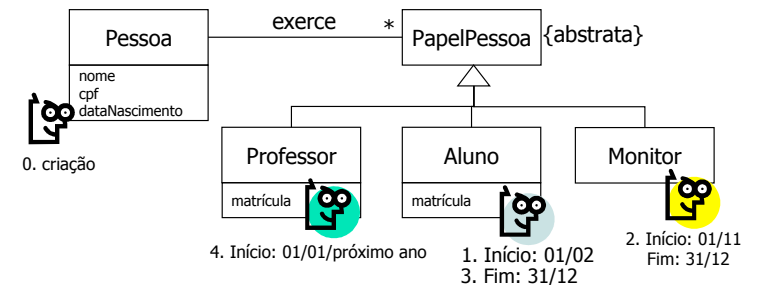 Pessoa
exerce
*
PapelPessoa
{abstrata}
nome
cpf
dataNascimento
0. criação
Professor
Aluno
Monitor
matrícula
matrícula
4. Início: 01/01/próximo ano
1. Início: 01/02
3. Fim: 31/12
2. Início: 01/11
Fim: 31/12